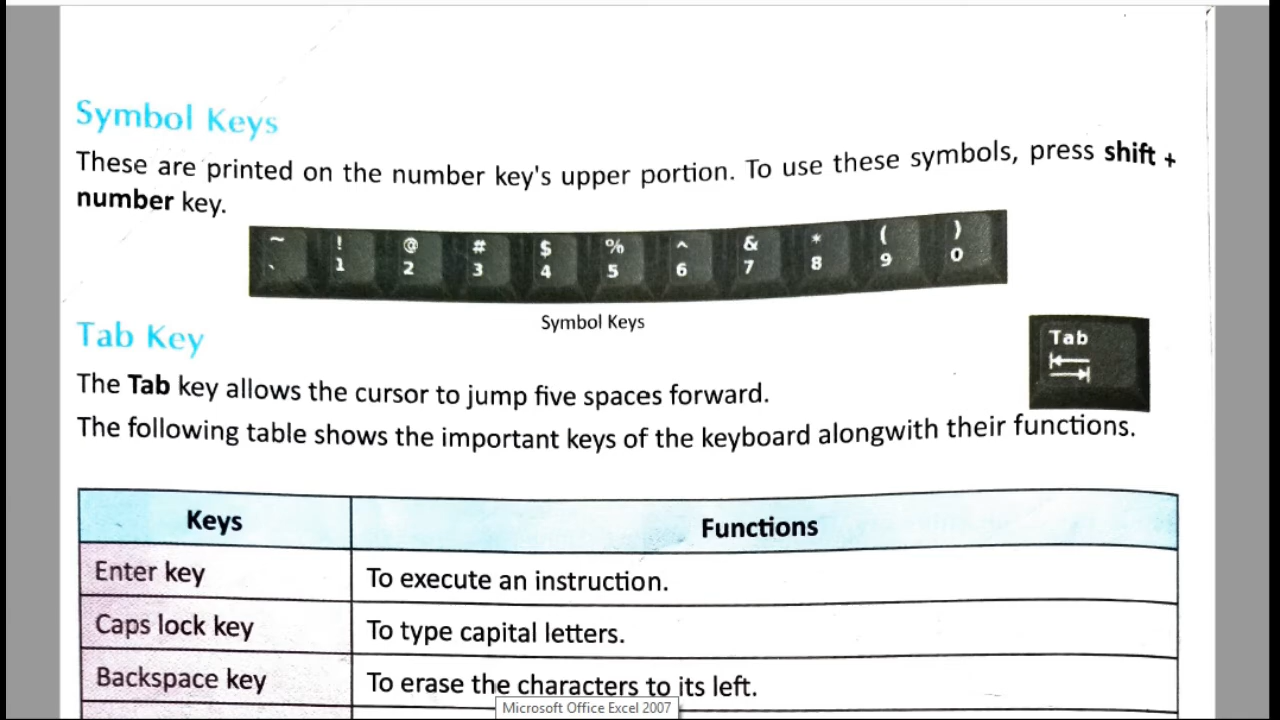 Symbol Keys
These are printed on the number key's upper portion. To use these symbols, press shift +
number key.
~ ! @ # $ % ^ & * ( )
` 1 2 3 4 5 6 7 8 9 0
Symbol Keys
Tab Key
Tab
The Tab key allows the cursor to jump five spaces forward.
The following table shows the important keys of the keyboard alongwith their functions.
Keys Functions
Enter key To execute an instruction.
Caps lock key To type capital letters.
Backspace key To erase the characters to its left.
Microsoft Office Excel 2007